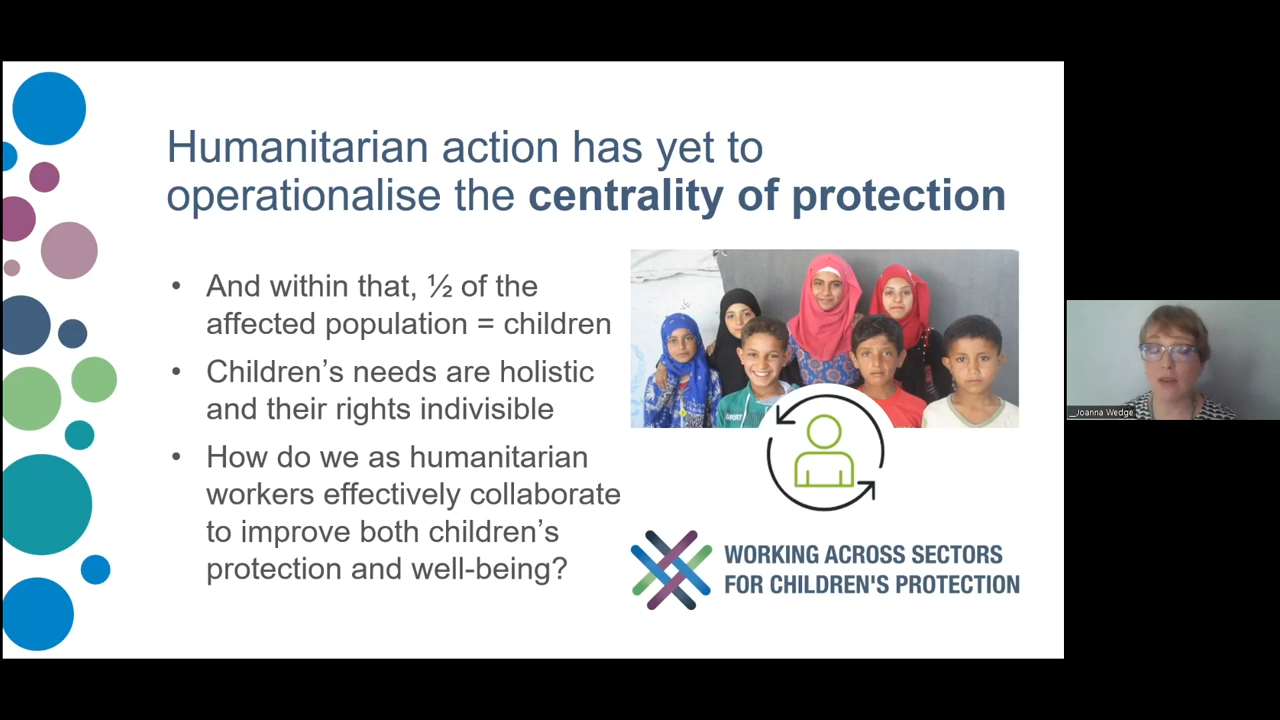 Humanitarian action has yet to
operationalise the centrality of protection
• And within that, ½ of the
affected population = children
• Children's needs are holistic
and their rights indivisible
• How do we as humanitarian
workers effectively collaborate
to improve both children's
protection and well-being?
SPORT
WORKING ACROSS SECTORS
FOR CHILDREN'S PROTECTION
__Joanna Wedge